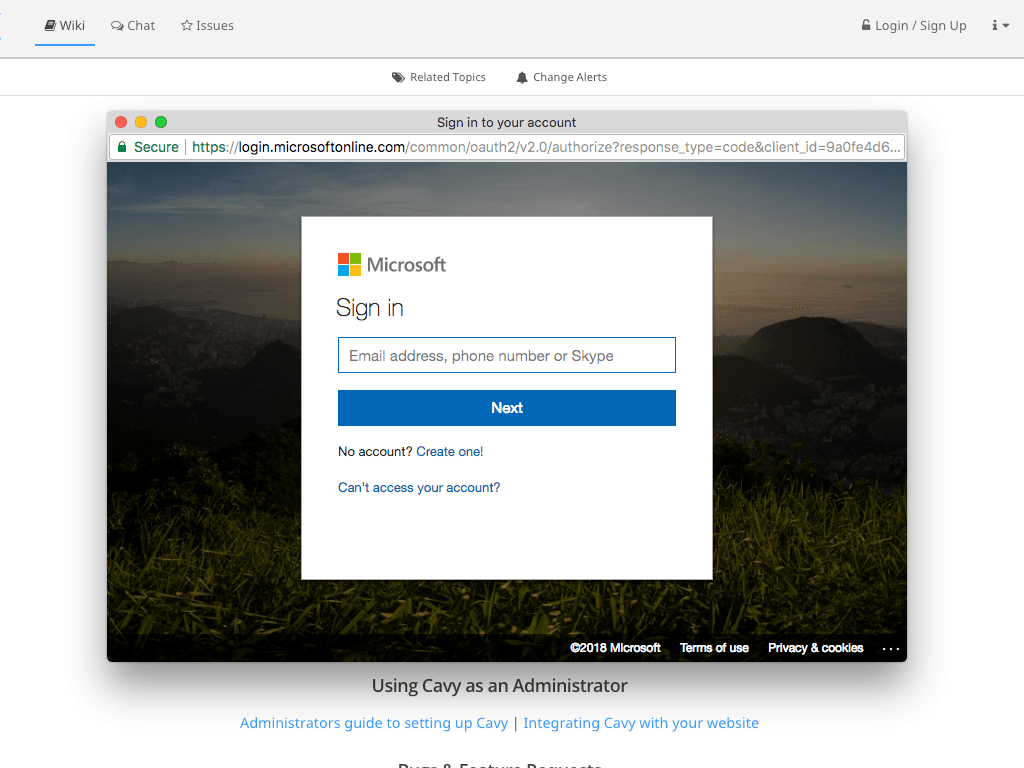 Wiki Chat Issues Login / Sign Up
Related Topics Change Alerts
Sign in to your account
Secure https://login.microsoftonline.com/common/oauth2/v2.0/authorize?response_type=code&client_id=9a0fe4d6...
Microsoft
Sign in
Email address, phone number or Skype
Next
No account? Create one!
Can't access your account?
©2018 Microsoft Terms of use Privacy & cookies ...
Using Cavy as an Administrator
Administrators guide to setting up Cavy | Integrating Cavy with your website
Bugs & Feature Requests